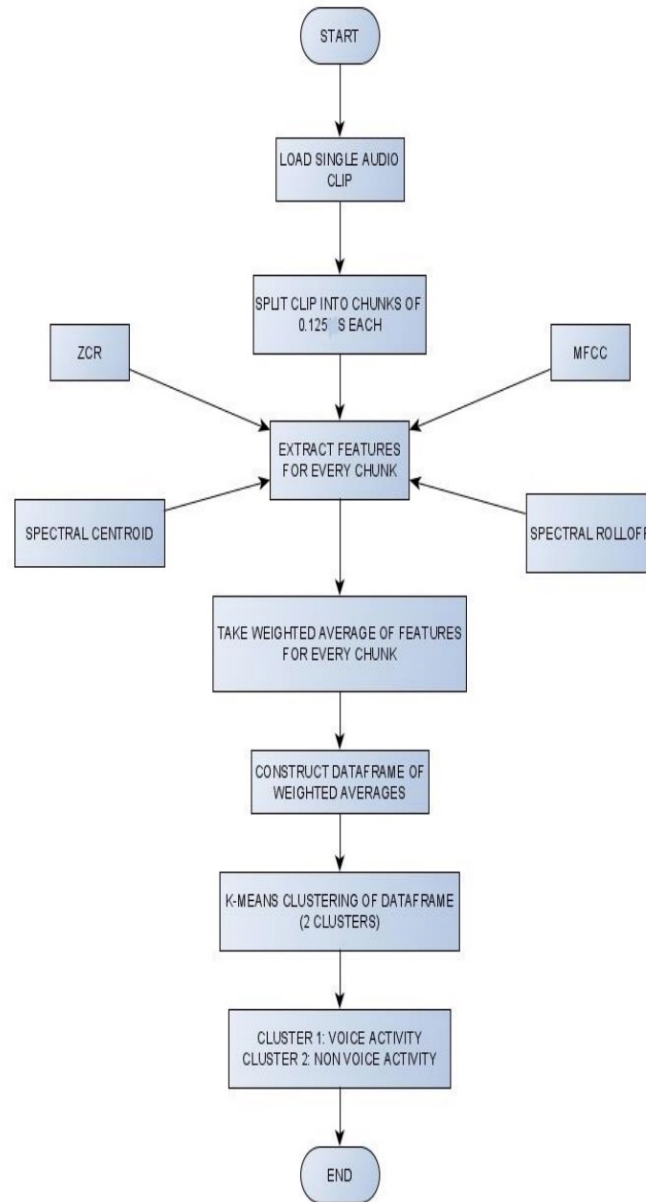 START
LOAD SINGLE AUDIO
CLIP
SPLIT CLIP INTO CHUNKS OF
0.125 S EACH
ZCR
MFCC
EXTRACT FEATURES
FOR EVERY CHUNK
SPECTRAL CENTROID
SPECTRAL ROLLOFF
TAKE WEIGHTED AVERAGE OF FEATURES
FOR EVERY CHUNK
CONSTRUCT DATAFRAME OF
WEIGHTED AVERAGES
K-MEANS CLUSTERING OF DATAFRAME
(2 CLUSTERS)
CLUSTER 1: VOICE ACTIVITY
CLUSTER 2: NON VOICE ACTIVITY
END